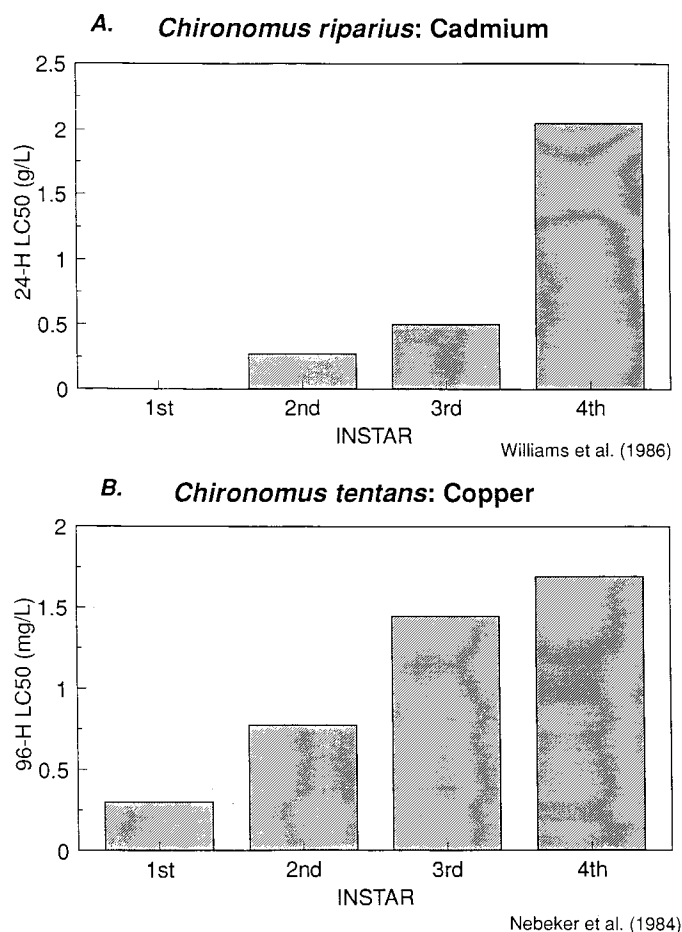 A. Chironomus riparius: Cadmium
2.5
2
1.5
1
0.5
0
24-H LC50 (g/L)
1st 2nd 3rd 4th
INSTAR
Williams et al. (1986)
B. Chironomus tentans: Copper
2
1.5
1
0.5
0
96-H LC50 (mg/L)
1st 2nd 3rd 4th
INSTAR
Nebeker et al. (1984)